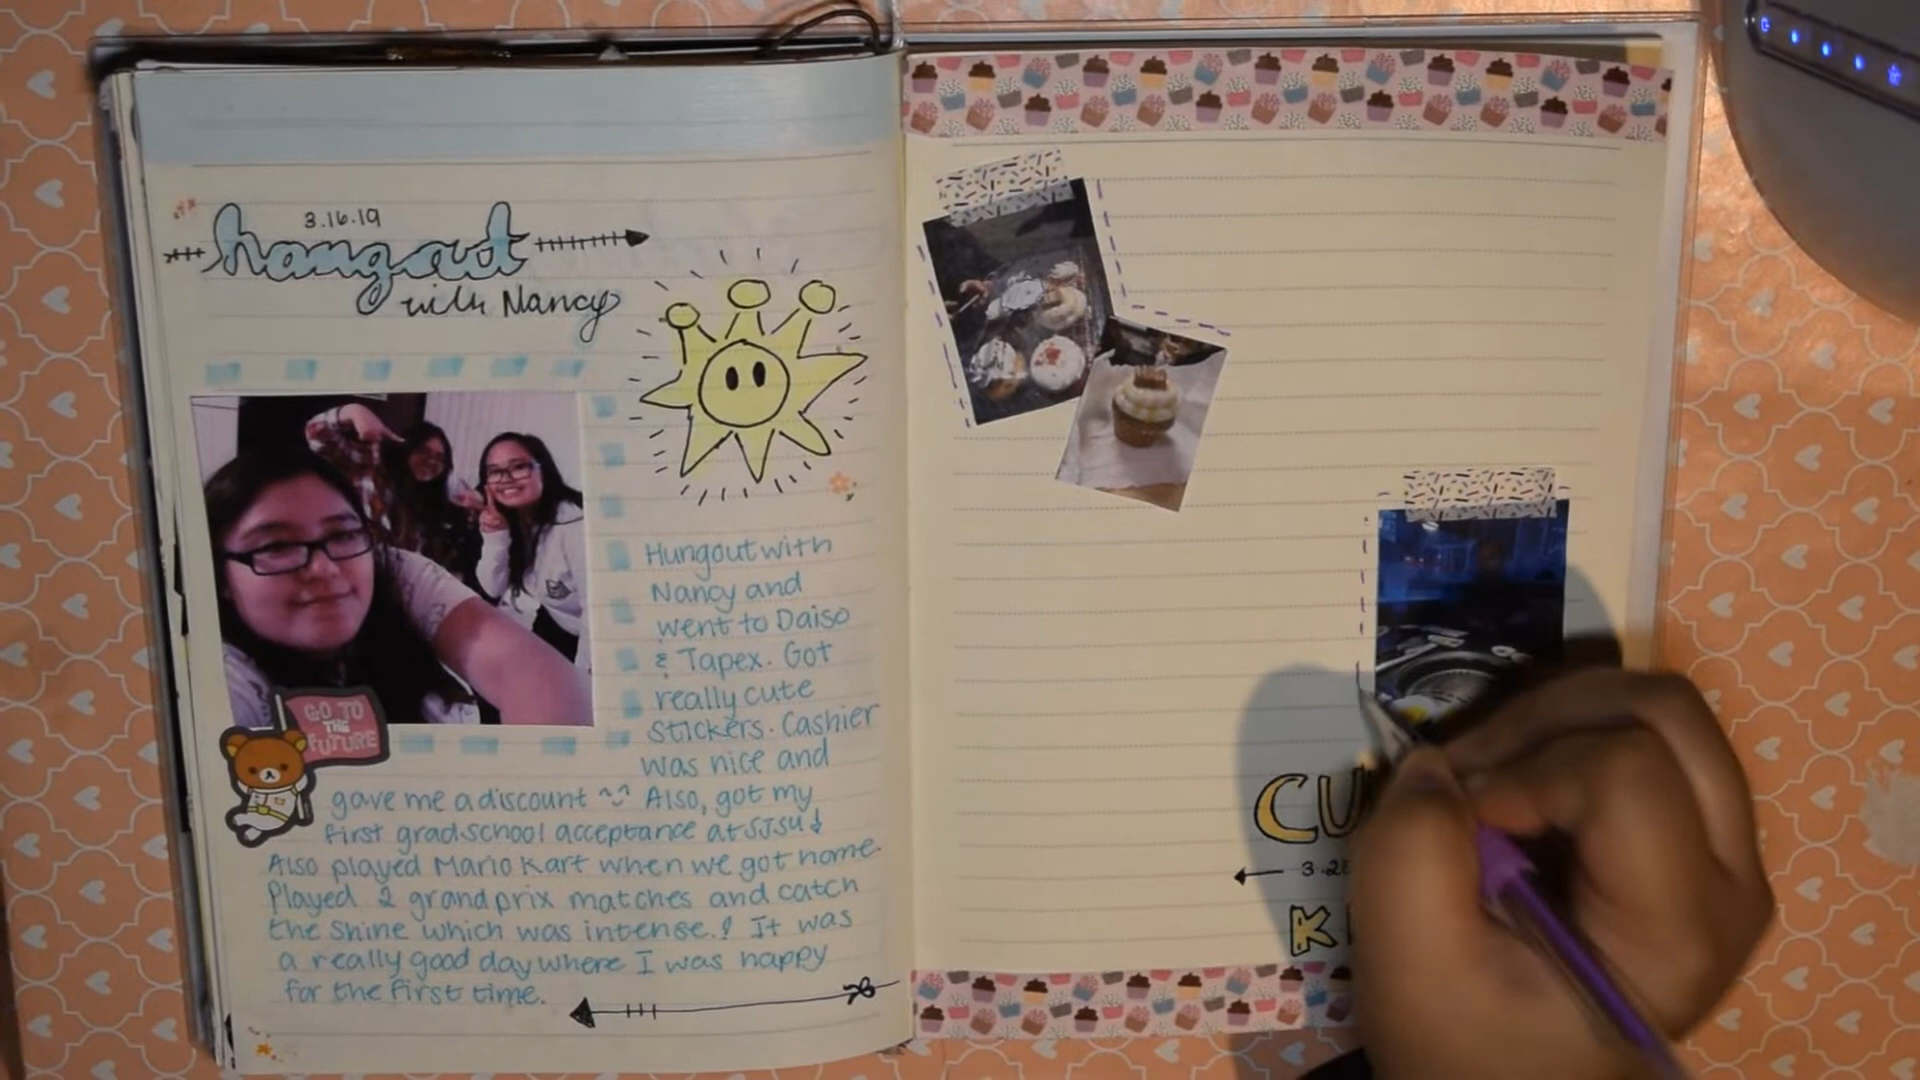 3.16.19
hangout
with Nancy
Hungout with
Nancy and
went to Daiso
& Tapex. Got
really cute
stickers. Cashier
was nice and
gave me a discount ^‿^ Also, got my
first grad school acceptance at SJSU!
Also played Mario Kart when we got home.
Played 2 grand prix matches and catch
the shine which was intense! It was
a really good day where I was happy
for the first time.
GO TO
THE
FUTURE
CU
3.2
K